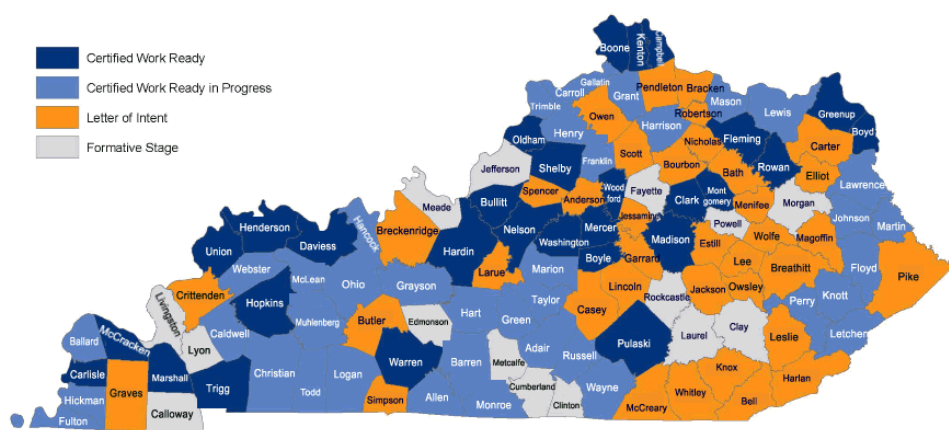 Certified Work Ready
Certified Work Ready in Progress
Letter of Intent
Formative Stage
Boone
Kenton
Campbell
Gallatin
Carroll
Trimble
Grant
Pendleton
Bracken
Mason
Lewis
Greenup
Boyd
Owen
Robertson
Henry
Harrison
Oldham
Fleming
Nicholas
Carter
Rowan
Scott
Franklin
Shelby
Jefferson
Bourbon
Bath
Elliot
Lawrence
Spencer
Anderson
Wood
ford
Fayette
Clark
Mont
gomery
Menifee
Morgan
Meade
Bullitt
Jessamine
Powell
Johnson
Martin
Breckenridge
Hancock
Nelson
Mercer
Madison
Estill
Wolfe
Magoffin
Henderson
Union
Daviess
Hardin
Washington
Boyle
Garrard
Lee
Breathitt
Floyd
Pike
Webster
McLean
Ohio
Grayson
Larue
Marion
Lincoln
Jackson
Owsley
Knott
Perry
Crittenden
Livingston
Hopkins
Hart
Taylor
Casey
Rockcastle
Green
Butler
Edmonson
Muhlenberg
Caldwell
Lyon
Ballard
McCracken
Clay
Leslie
Letcher
Laurel
Pulaski
Adair
Russell
Metcalfe
Barren
Warren
Logan
Todd
Christian
Trigg
Marshall
Carlisle
Graves
Hickman
Fulton
Calloway
Simpson
Allen
Monroe
Cumberland
Clinton
Wayne
McCreary
Whitley
Knox
Bell
Harlan